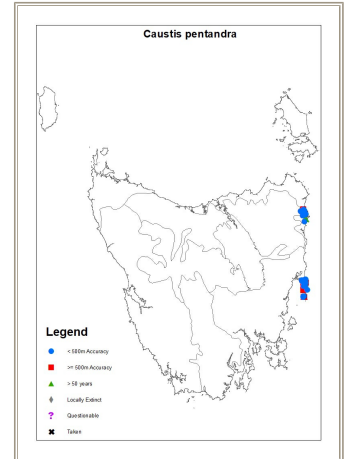 Caustis pentandra
Legend
< 500m Accuracy
>= 500m Accuracy
> 50 years
Locally Extinct
Questionable
Taken